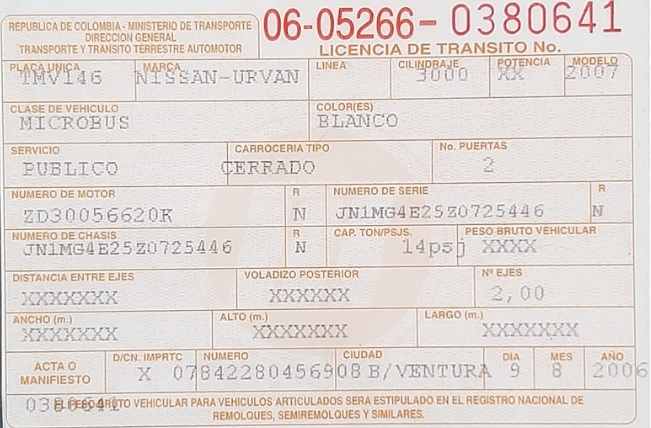 REPUBLICA DE COLOMBIA - MINISTERIO DE TRANSPORTE
DIRECCION GENERAL
TRANSPORTE Y TRÁNSITO TERRESTRE AUTOMOTOR
06-05266-0380641
LICENCIA DE TRANSITO No.
PLACA UNICA MARCA LINEA CILINDRAJE POTENCIA MODELO
TMV146 NISSAN-URVAN 3000 XX 2007
CLASE DE VEHICULO COLOR(ES)
MICROBUS BLANCO
SERVICIO CARROCERIA TIPO No. PUERTAS
PUBLICO CERRADO 2
NUMERO DE MOTOR R NUMERO DE SERIE R
ZD30056620K N JN1MG4E25Z0725446 N
NUMERO DE CHASIS R CAP. TON/PSJS. PESO BRUTO VEHICULAR
JN1MG4E25Z0725446 N 14psj XXXX
DISTANCIA ENTRE EJES VOLADIZO POSTERIOR Nº EJES
XXXXXXX XXXXXX 2,00
ANCHO (m.) ALTO (m.) LARGO (m.)
XXXXXXX XXXXXXX XXXXXXX
ACTA O MANIFIESTO D/CN. IMPRTC NUMERO CIUDAD DIA MES AÑO
X 07842280456908 B/VENTURA 9 8 2006
0380641 EL PESO BRUTO VEHICULAR PARA VEHICULOS ARTICULADOS SERA ESTIPULADO EN EL REGISTRO NACIONAL DE
REMOLQUES, SEMIREMOLQUES Y SIMILARES.